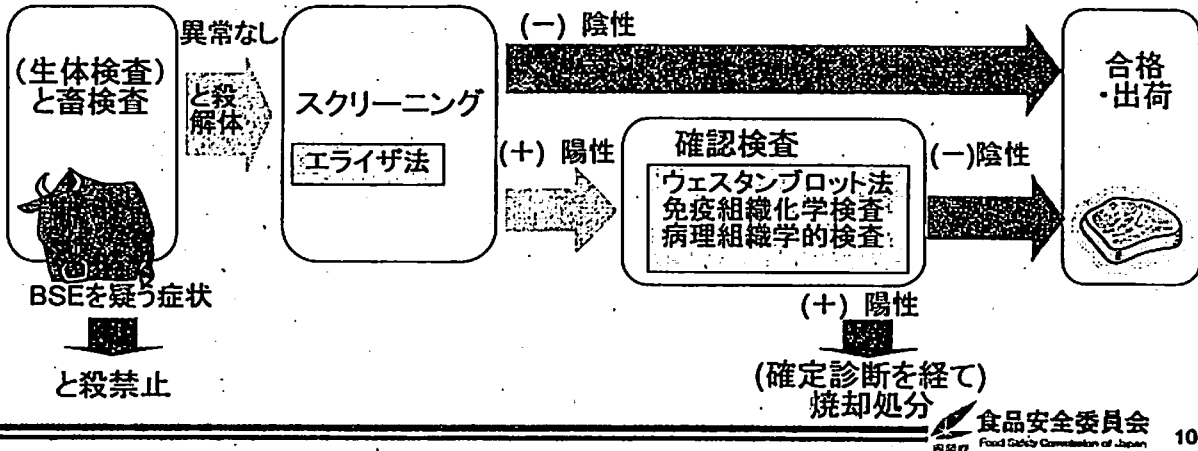 (生体検査)
と畜検査
異常なし
と殺
解体
BSEを疑う症状
と殺禁止
スクリーニング
エライザ法
(−) 陰性
(+) 陽性
確認検査
ウェスタンブロット法
免疫組織化学検査
病理組織学的検査
(−)陰性
(+) 陽性
(確定診断を経て)
焼却処分
合格
・出荷
食品安全委員会
Food Safety Commission of Japan
10